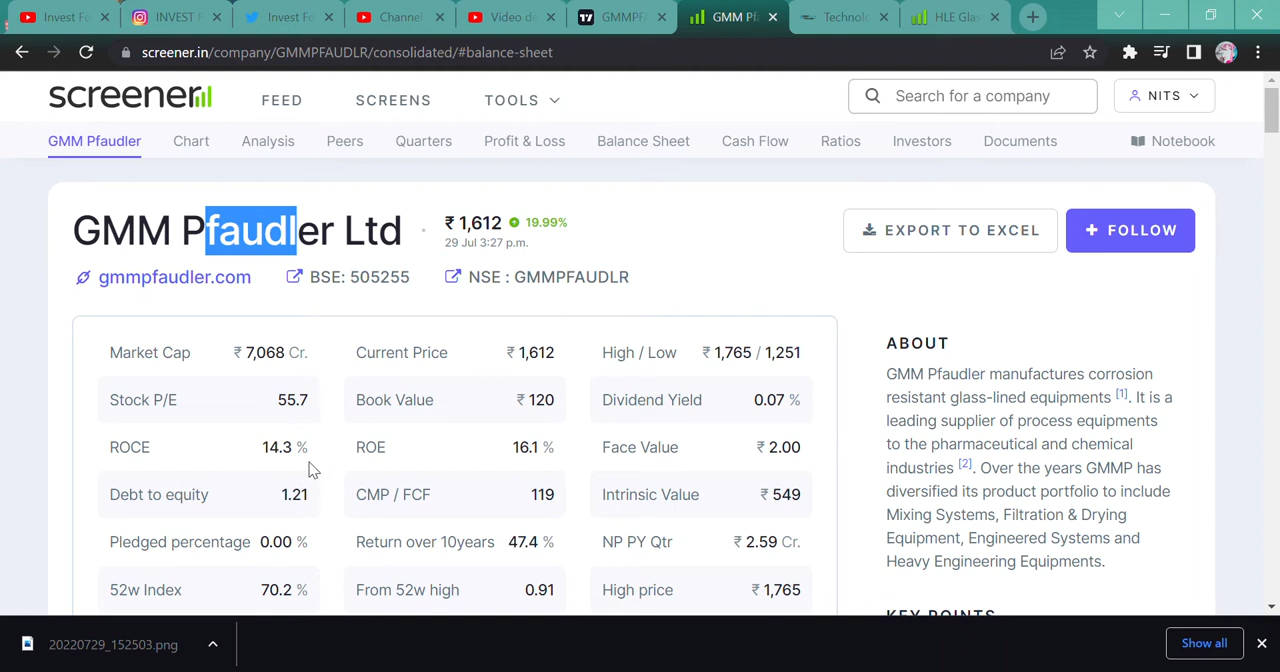 Invest Fo
INVEST F
Invest Fo
Channel
Video de
GMMPF
GMM Pf
Technolo
HLE Glas
screener.in/company/GMMPFAUDLR/consolidated/#balance-sheet
screener
FEED
SCREENS
TOOLS
Search for a company
NITS
GMM Pfaudler
Chart
Analysis
Peers
Quarters
Profit & Loss
Balance Sheet
Cash Flow
Ratios
Investors
Documents
Notebook
GMM Pfaudler Ltd
₹ 1,612 19.99%
29 Jul 3:27 p.m.
EXPORT TO EXCEL
+ FOLLOW
gmmpfaudler.com
BSE: 505255
NSE : GMMPFAUDLR
Market Cap ₹ 7,068 Cr.
Current Price ₹ 1,612
High / Low ₹ 1,765 / 1,251
Stock P/E 55.7
Book Value ₹ 120
Dividend Yield 0.07 %
ROCE 14.3 %
ROE 16.1 %
Face Value ₹ 2.00
Debt to equity 1.21
CMP / FCF 119
Intrinsic Value ₹ 549
Pledged percentage 0.00 %
Return over 10years 47.4 %
NP PY Qtr ₹ 2.59 Cr.
52w Index 70.2 %
From 52w high 0.91
High price ₹ 1,765
ABOUT
GMM Pfaudler manufactures corrosion
resistant glass-lined equipments [1]. It is a
leading supplier of process equipments
to the pharmaceutical and chemical
industries [2]. Over the years GMMP has
diversified its product portfolio to include
Mixing Systems, Filtration & Drying
Equipment, Engineered Systems and
Heavy Engineering Equipments.
KEY POINTS
20220729_152503.png
Show all